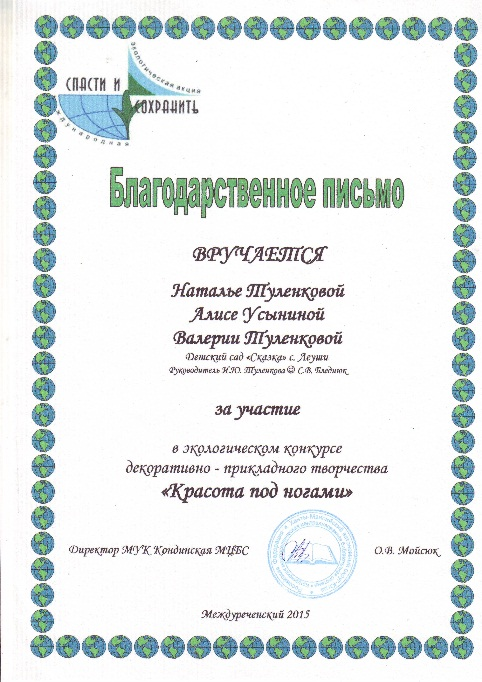 СПАСТИ И
СОХРАНИТЬ
экологическая акция
международная
Благодарственное письмо
ВРУЧАЕТСЯ
Наталье Туленковой
Алисе Усыниной
Валерии Туленковой
Детский сад «Сказка» с. Леуши
Руководитель Н.Ю. Туленкова С.В. Блединок
за участие
в экологическом конкурсе
декоративно - прикладного творчества
«Красота под ногами»
Директор МУК Кондинская МЦБС
О.В. Мойсюк
Междуреченский 2015